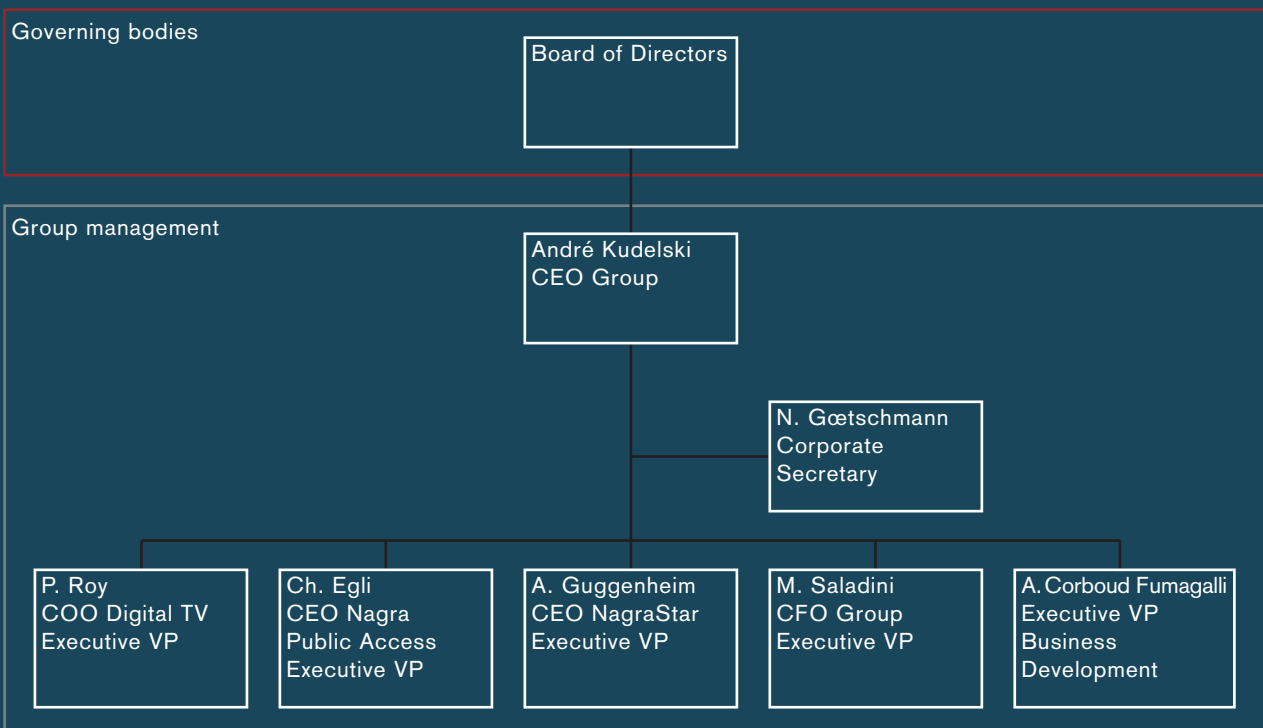 Governing bodies
Board of Directors
Group management
André Kudelski
CEO Group
N. Gœtschmann
Corporate
Secretary
P. Roy
COO Digital TV
Executive VP
Ch. Egli
CEO Nagra
Public Access
Executive VP
A. Guggenheim
CEO NagraStar
Executive VP
M. Saladini
CFO Group
Executive VP
A. Corboud Fumagalli
Executive VP
Business
Development